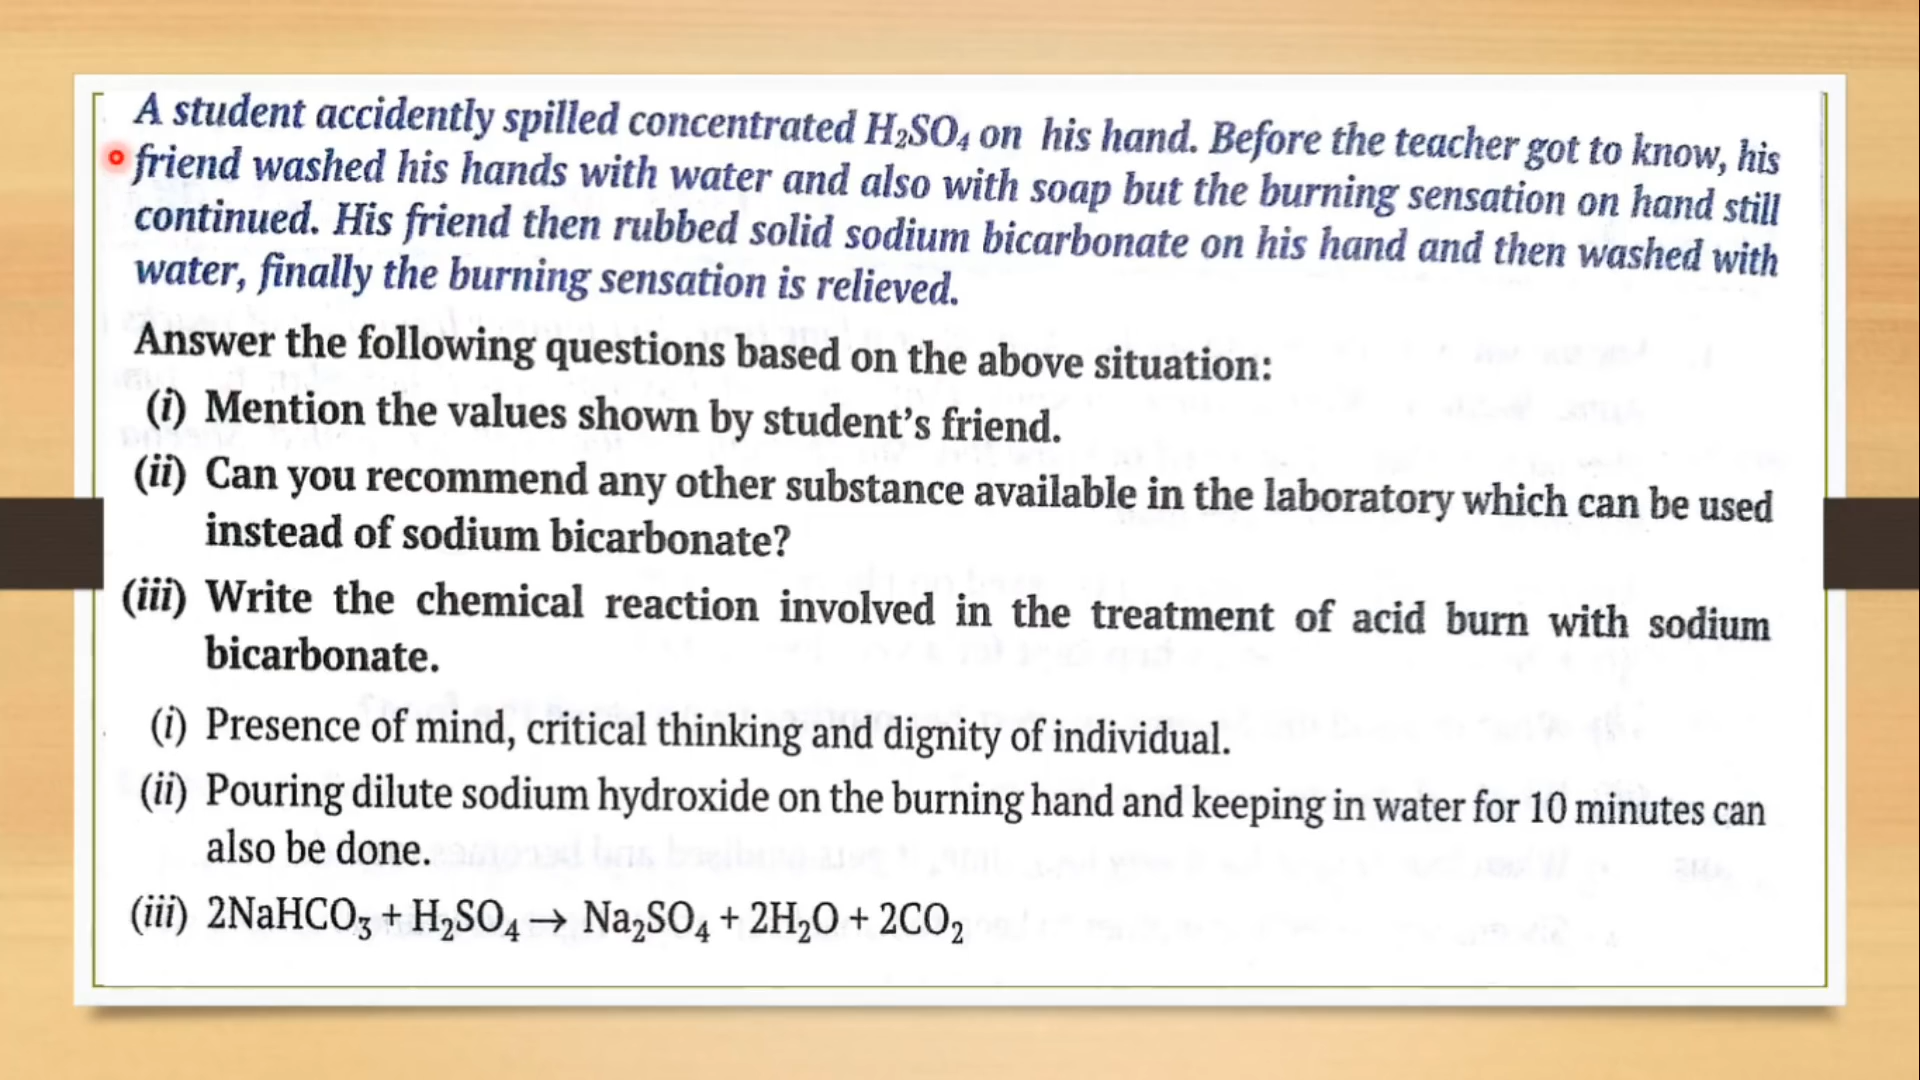 A student accidently spilled concentrated H₂SO₄ on his hand. Before the teacher got to know, his
friend washed his hands with water and also with soap but the burning sensation on hand still
continued. His friend then rubbed solid sodium bicarbonate on his hand and then washed with
water, finally the burning sensation is relieved.
Answer the following questions based on the above situation:
(i) Mention the values shown by student's friend.
(ii) Can you recommend any other substance available in the laboratory which can be used
instead of sodium bicarbonate?
(iii) Write the chemical reaction involved in the treatment of acid burn with sodium
bicarbonate.
(i) Presence of mind, critical thinking and dignity of individual.
(ii) Pouring dilute sodium hydroxide on the burning hand and keeping in water for 10 minutes can
also be done.
(iii) 2NaHCO₃ + H₂SO₄ → Na₂SO₄ + 2H₂O + 2CO₂